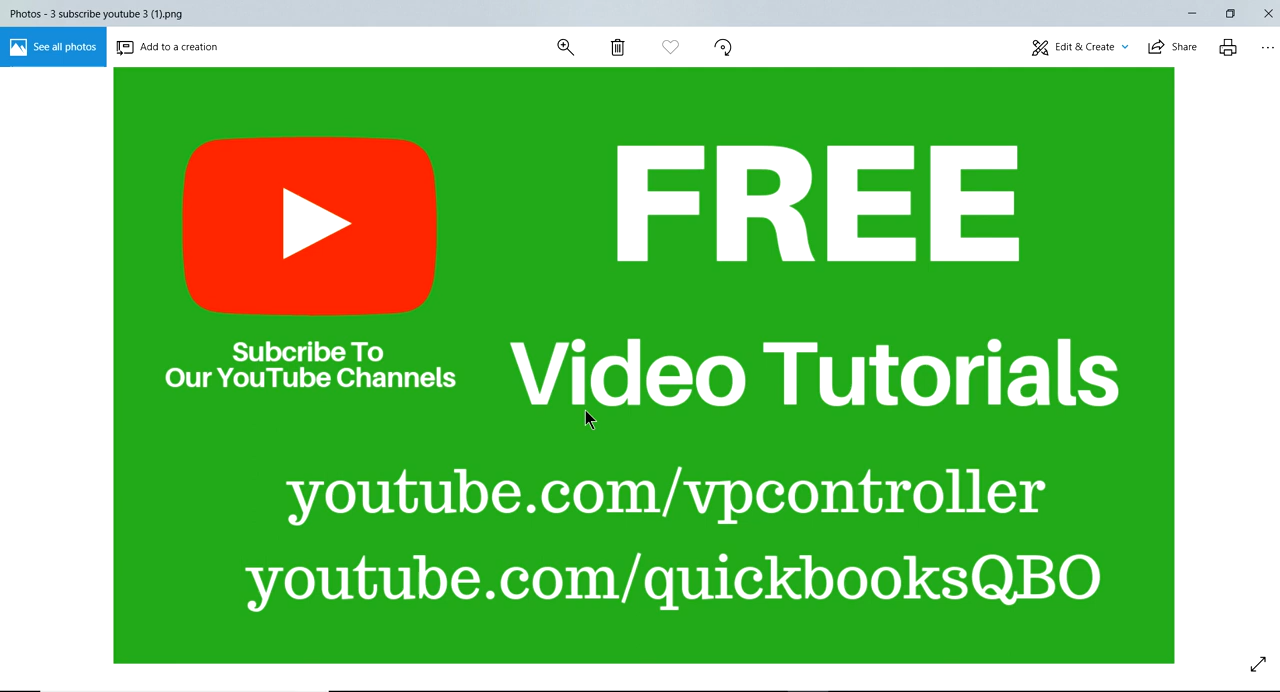 Photos - 3 subscribe youtube 3 (1).png
See all photos
Add to a creation
Edit & Create
Share
FREE
Subcribe To
Our YouTube Channels
Video Tutorials
youtube.com/vpcontroller
youtube.com/quickbooksQBO